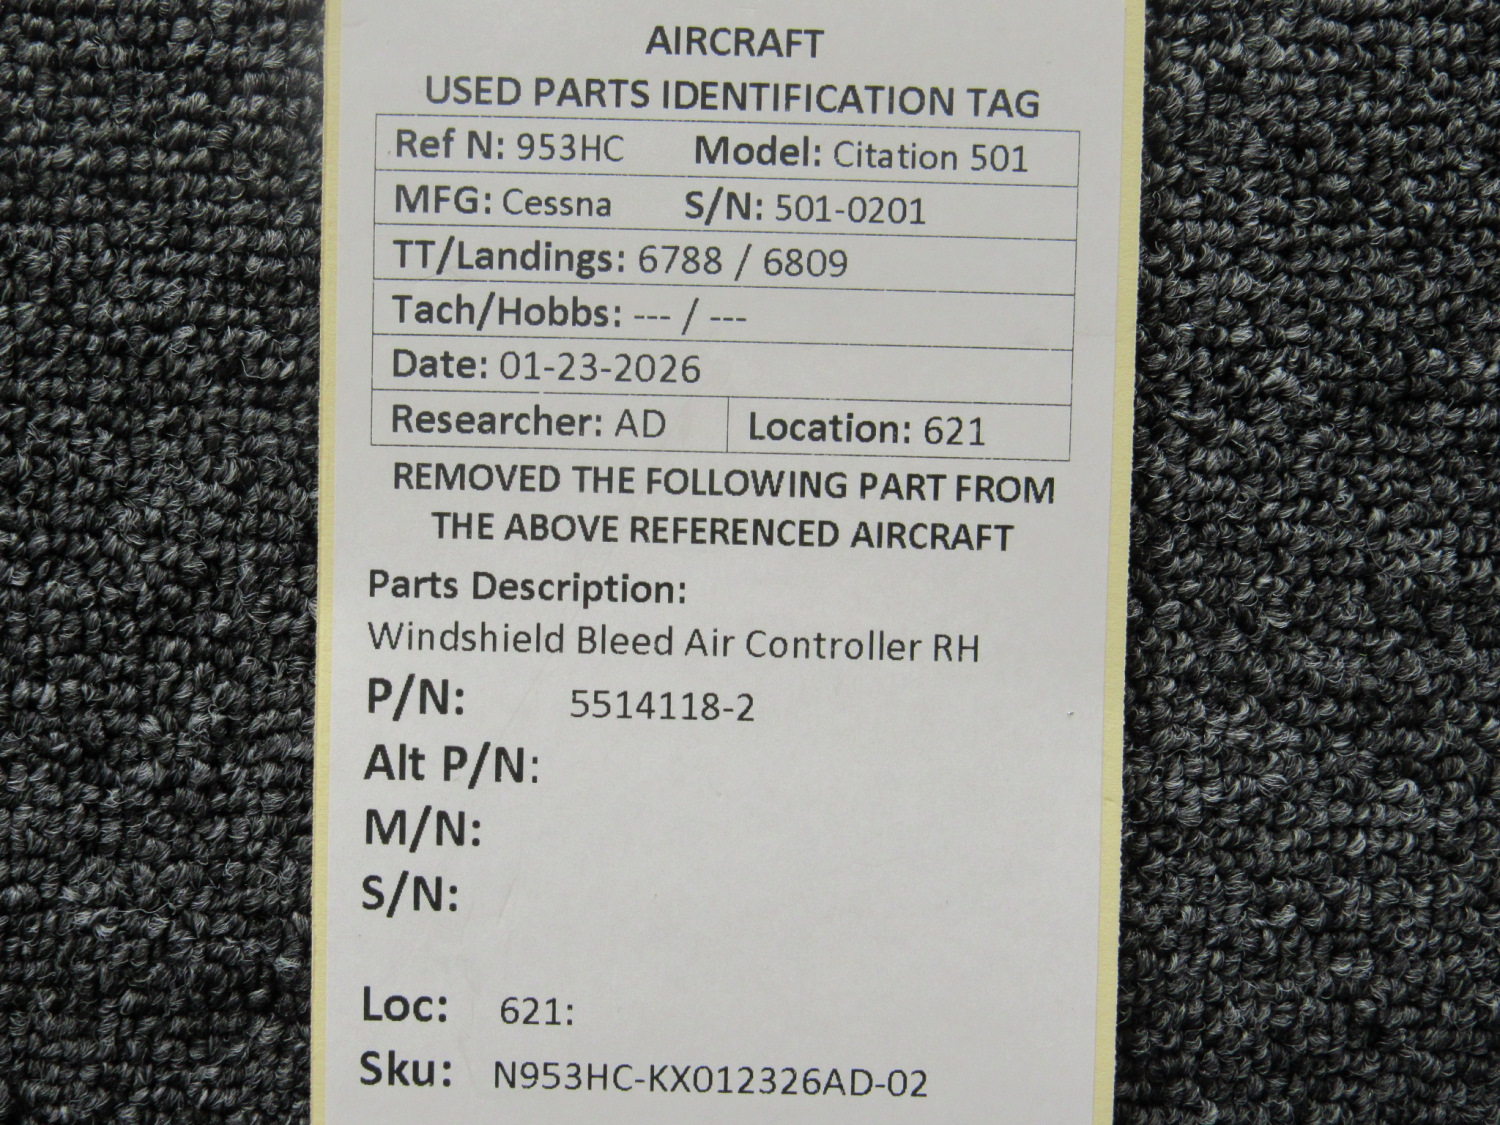 AIRCRAFT
USED PARTS IDENTIFICATION TAG
Ref N: 953HC Model: Citation 501
MFG: Cessna S/N: 501-0201
TT/Landings: 6788 / 6809
Tach/Hobbs: --- / ---
Date: 01-23-2026
Researcher: AD Location: 621
REMOVED THE FOLLOWING PART FROM
THE ABOVE REFERENCED AIRCRAFT
Parts Description:
Windshield Bleed Air Controller RH
P/N: 5514118-2
Alt P/N:
M/N:
S/N:
Loc: 621:
Sku: N953HC-KX012326AD-02